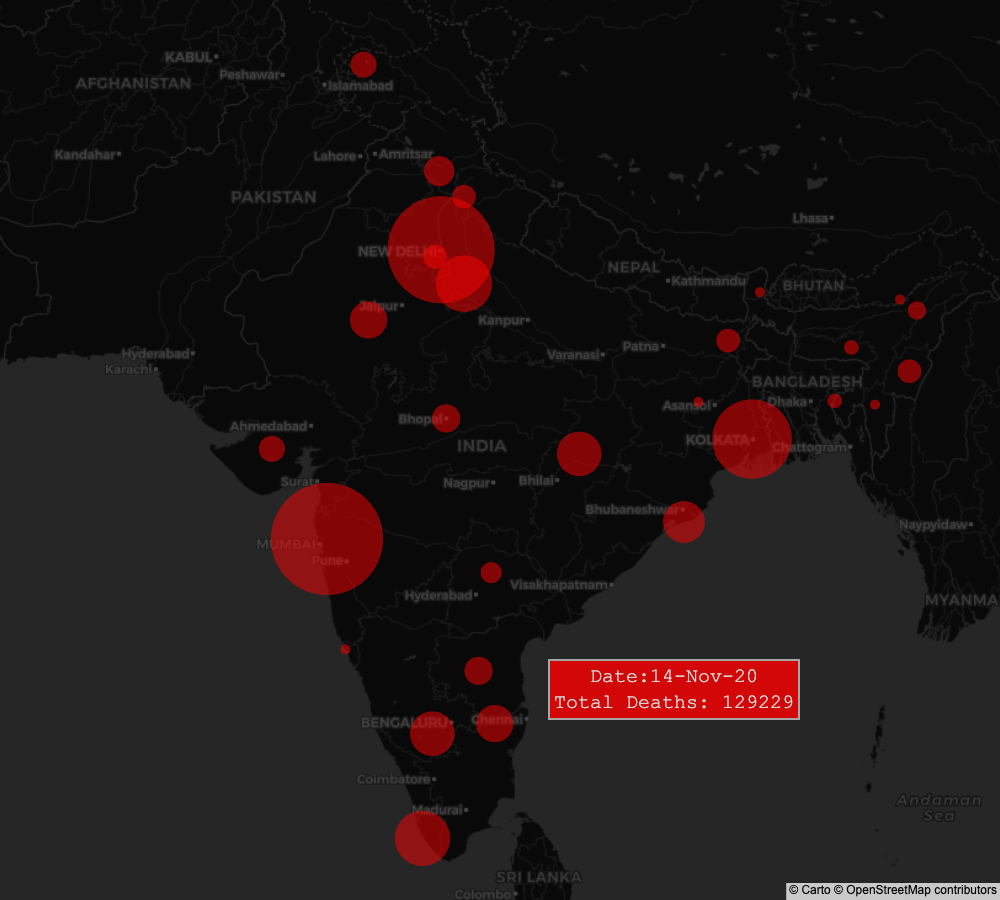 KABUL
Peshawar
AFGHANISTAN
Islamabad
Kandahar
Lahore
Amritsar
PAKISTAN
Lhasa
NEW DELHI
NEPAL
Kathmandu
BHUTAN
Jaipur
Kanpur
Hyderabad
Karachi
Varanasi
Patna
BANGLADESH
Asansol
Dhaka
Ahmedabad
Bhopal
INDIA
KOLKATA
Chattogram
Surat
Nagpur
Bhilai
Bhubaneshwar
Naypyidaw
MUMBAI
Pune
Hyderabad
Visakhapatnam
MYANMA
Date:14-Nov-20
Total Deaths: 129229
BENGALURU
Chennai
Coimbatore
Madurai
Andaman
Sea
SRI LANKA
Colombo
© Carto © OpenStreetMap contributors